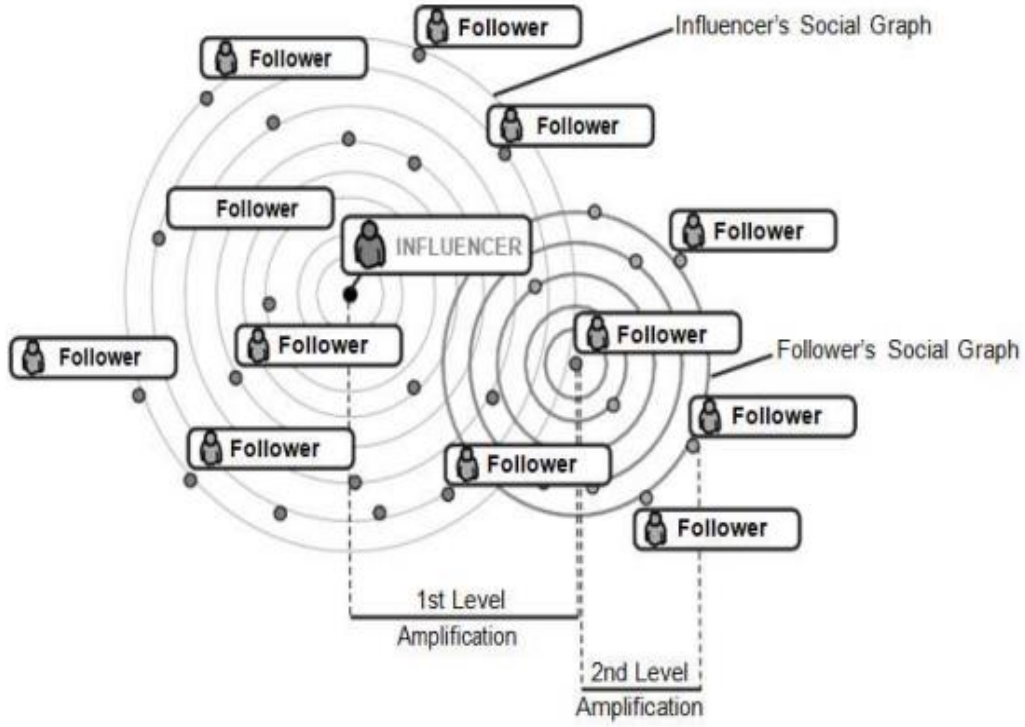 Follower
Influencer's Social Graph
Follower
Follower
Follower
Follower
INFLUENCER
Follower
Follower
Follower
Follower's Social Graph
Follower
Follower
Follower
Follower
Follower
1st Level
Amplification
2nd Level
Amplification